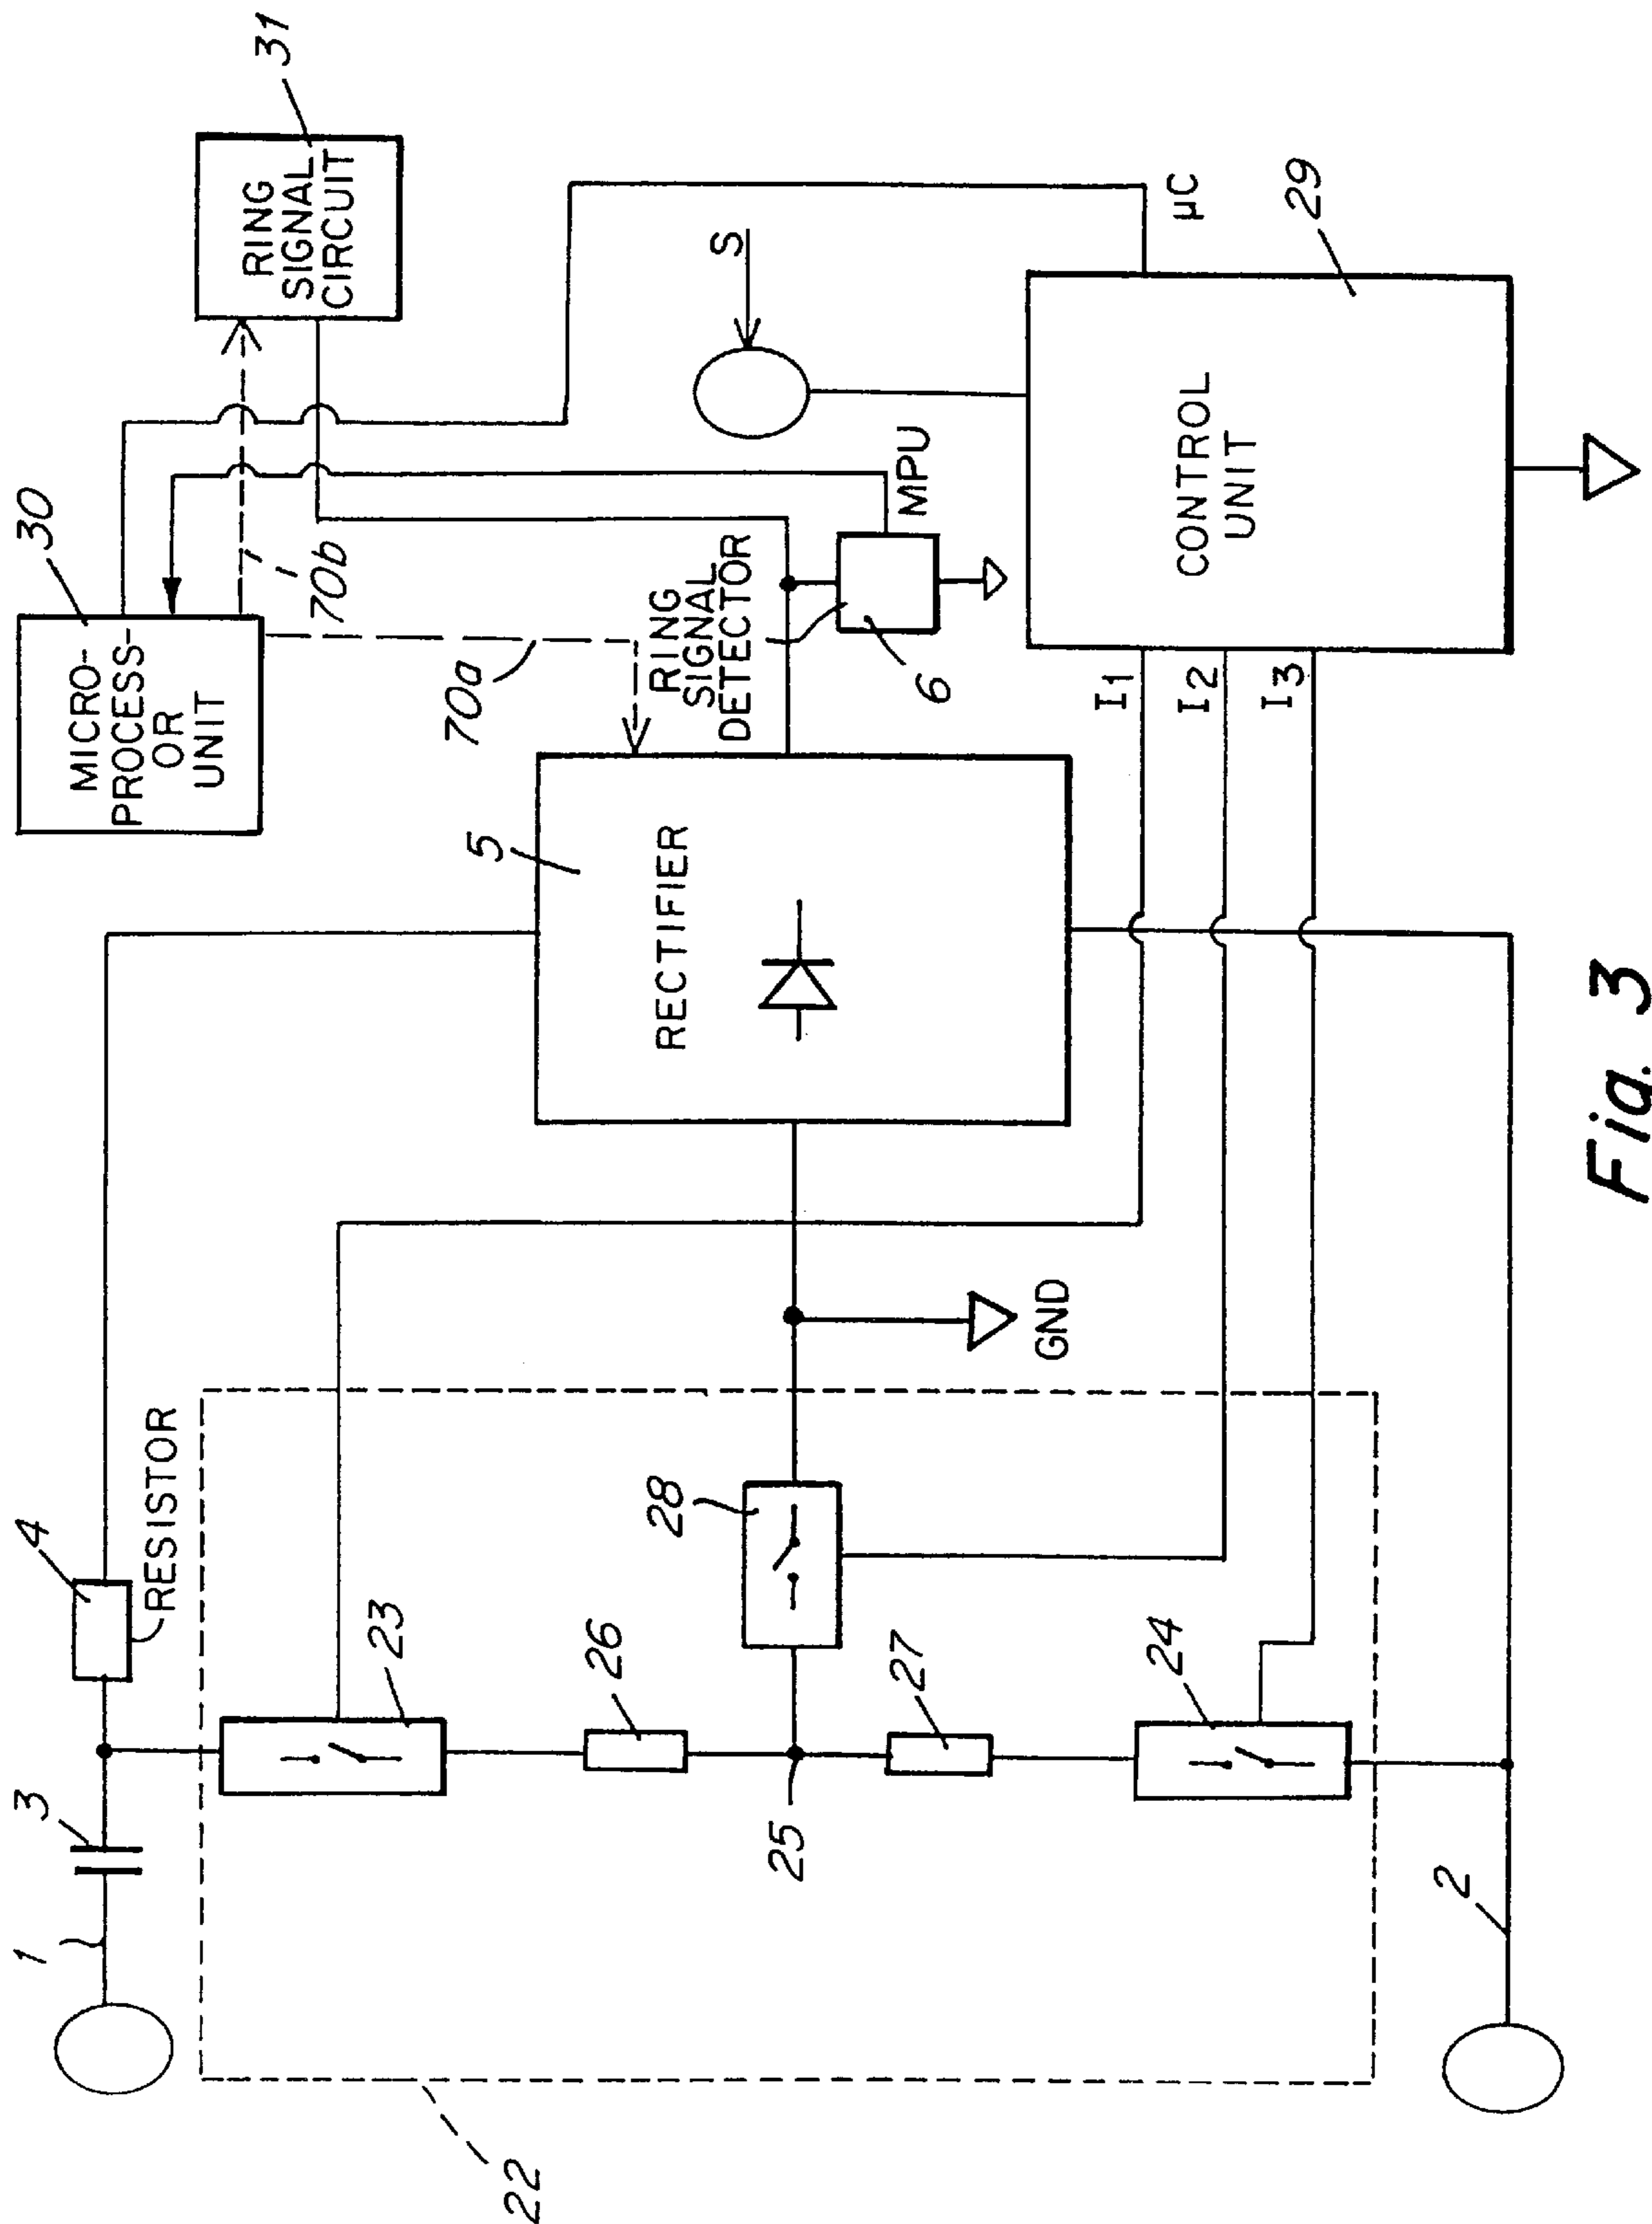 1
3
4
RESISTOR
30
MICRO-
PROCESS-
OR
UNIT
70b
31
RING
SIGNAL
CIRCUIT
22
23
26
25
27
24
28
GND
5
RECTIFIER
70a
RING
SIGNAL
DETECTOR
6
MPU
S
I1
I2
I3
CONTROL
UNIT
μC
29
2
Fig. 3